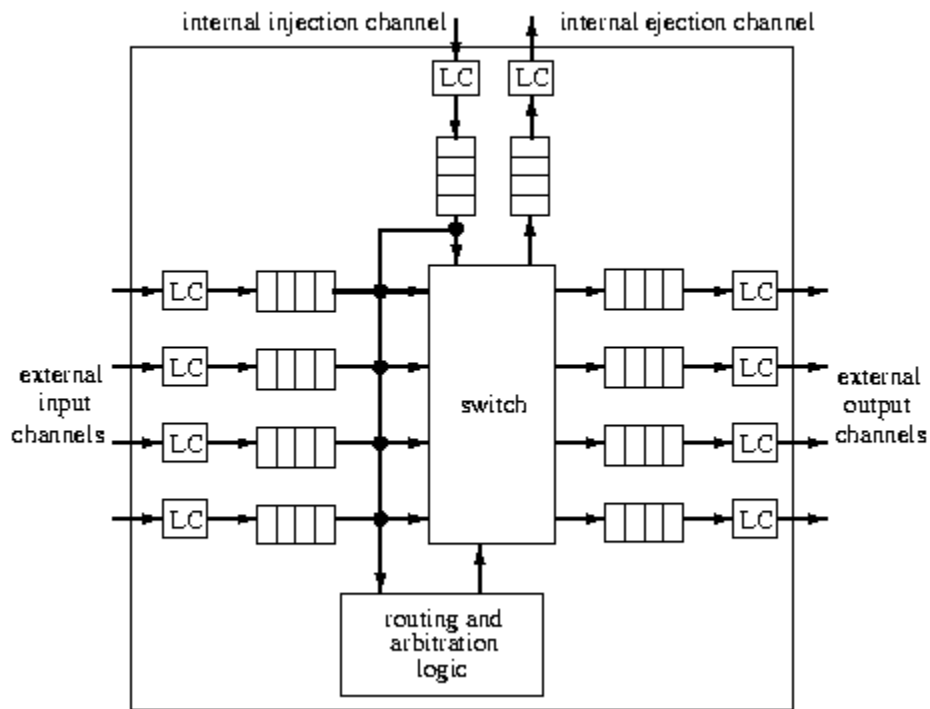 internal injection channel
internal ejection channel
LC
LC
LC
LC
LC
LC
external
input
channels
switch
external
output
channels
LC
LC
LC
LC
routing and
arbitration
logic